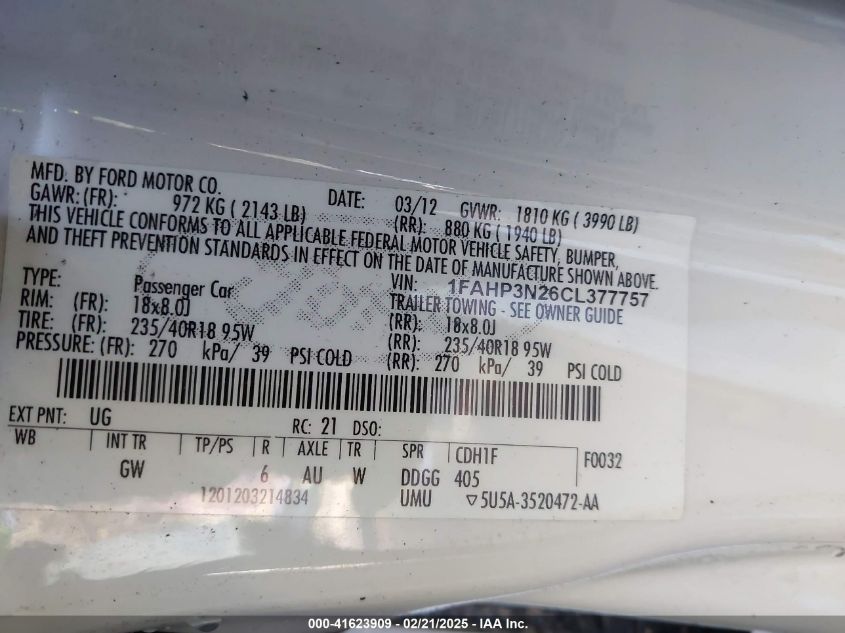 MFD. BY FORD MOTOR CO.
DATE: 03/12 GVWR: 1810 KG ( 3990 LB)
GAWR: (FR): 972 KG ( 2143 LB) (RR): 880 KG ( 1940 LB)
THIS VEHICLE CONFORMS TO ALL APPLICABLE FEDERAL MOTOR VEHICLE SAFETY, BUMPER,
AND THEFT PREVENTION STANDARDS IN EFFECT ON THE DATE OF MANUFACTURE SHOWN ABOVE.
VIN: 1FAHP3N26CL377757
TYPE: Passenger Car TRAILER TOWING - SEE OWNER GUIDE
RIM: (FR): 18x8.0J (RR): 18x8.0J
TIRE: (FR): 235/40R18 95W (RR): 235/40R18 95W
PRESSURE: (FR): 270 kPa/ 39 PSI COLD (RR): 270 kPa/ 39 PSI COLD
EXT PNT: UG RC: 21 DSO:
WB INT TR TP/PS R AXLE TR SPR CDH1F F0032
GW 6 AU W DDGG 405
1201203214834 UMU ▽5U5A-3520472-AA
000-41623909 - 02/21/2025 - IAA Inc.